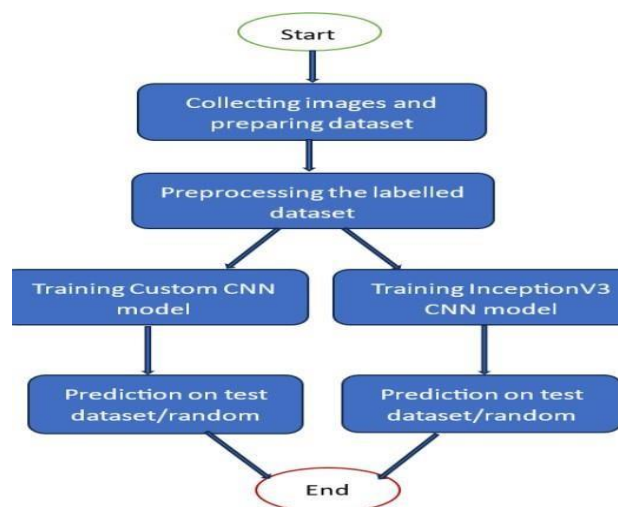 Start
Collecting images and
preparing dataset
Preprocessing the labelled
dataset
Training Custom CNN
model
Training InceptionV3
CNN model
Prediction on test
dataset/random
Prediction on test
dataset/random
End